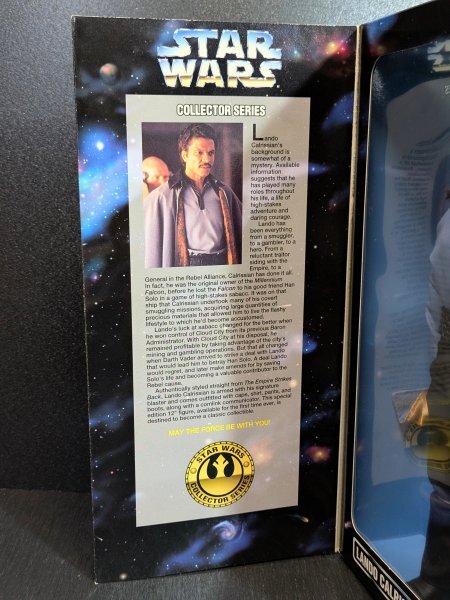 STAR
WARS
COLLECTOR SERIES
Lando
Calrissian's
background is
somewhat of a
mystery. Available
information
suggests that he
has played many
roles throughout
his life, a life of
high-stakes
adventure and
daring courage.
Lando has
been everything
from a smuggler,
to a gambler, to a
hero. From a
reluctant traitor
siding with the
Empire, to a
General in the Rebel Alliance, Calrissian has done it all.
In fact, he was the original owner of the Millennium
Falcon, before he lost the Falcon to his good friend Han
Solo in a game of high-stakes sabacc. It was on that
ship that Calrissian undertook many of his covert
smuggling missions, acquiring large quantities of
precious materials that allowed him to live the flashy
lifestyle to which he'd become accustomed.
Lando's luck at sabacc changed for the better when
he won control of Cloud City from its previous Baron
Administrator. With Cloud City at his disposal, he
remained profitable by taking advantage of the city's
mining and gambling operations. But that all changed
when Darth Vader arrived to strike a deal with Lando
that would lead him to betray Han Solo. A deal Lando
would regret, and later make amends for by saving
Solo's life and becoming a valuable contributor to the
Rebel cause.
Authentically styled straight from The Empire Strikes
Back, Lando Calrissian is armed with his signature
blaster and comes outfitted with cape, shirt, pants, and
boots, along with a comlink communicator. This special
edition 12" figure, available for the first time ever, is
destined to become a classic collectible.
MAY THE FORCE BE WITH YOU!
STAR WARS
COLLECTOR SERIES
LANDO